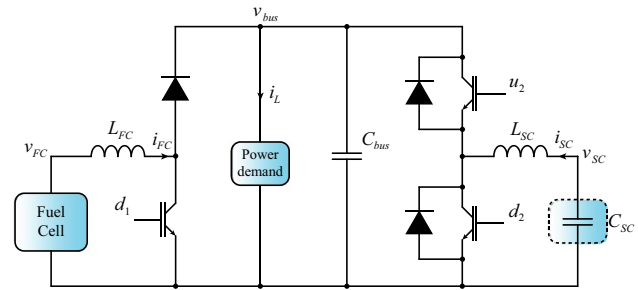 v_bus
i_L
u_2
L_FC
i_FC
v_FC
C_bus
L_SC
i_SC
v_SC
Power
demand
Fuel
Cell
d_1
d_2
C_SC